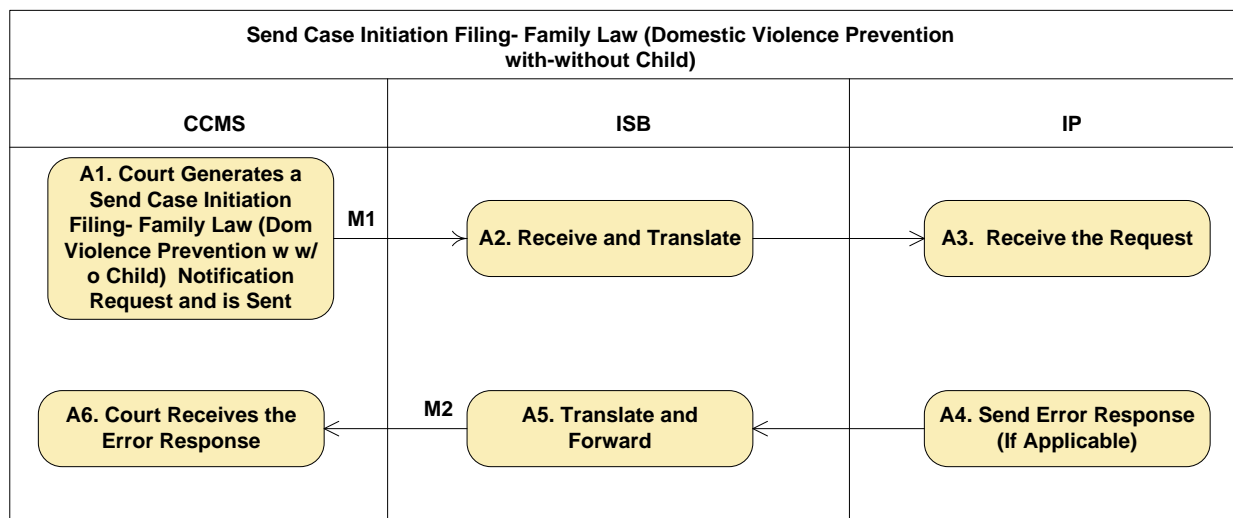 Send Case Initiation Filing- Family Law (Domestic Violence Prevention
with-without Child)
CCMS
ISB
IP
A1. Court Generates a
Send Case Initiation
Filing- Family Law (Dom
Violence Prevention w w/
o Child)  Notification
Request and is Sent
M1
A2. Receive and Translate
A3.  Receive the Request
A6. Court Receives the
Error Response
M2
A5. Translate and
Forward
A4. Send Error Response
(If Applicable)